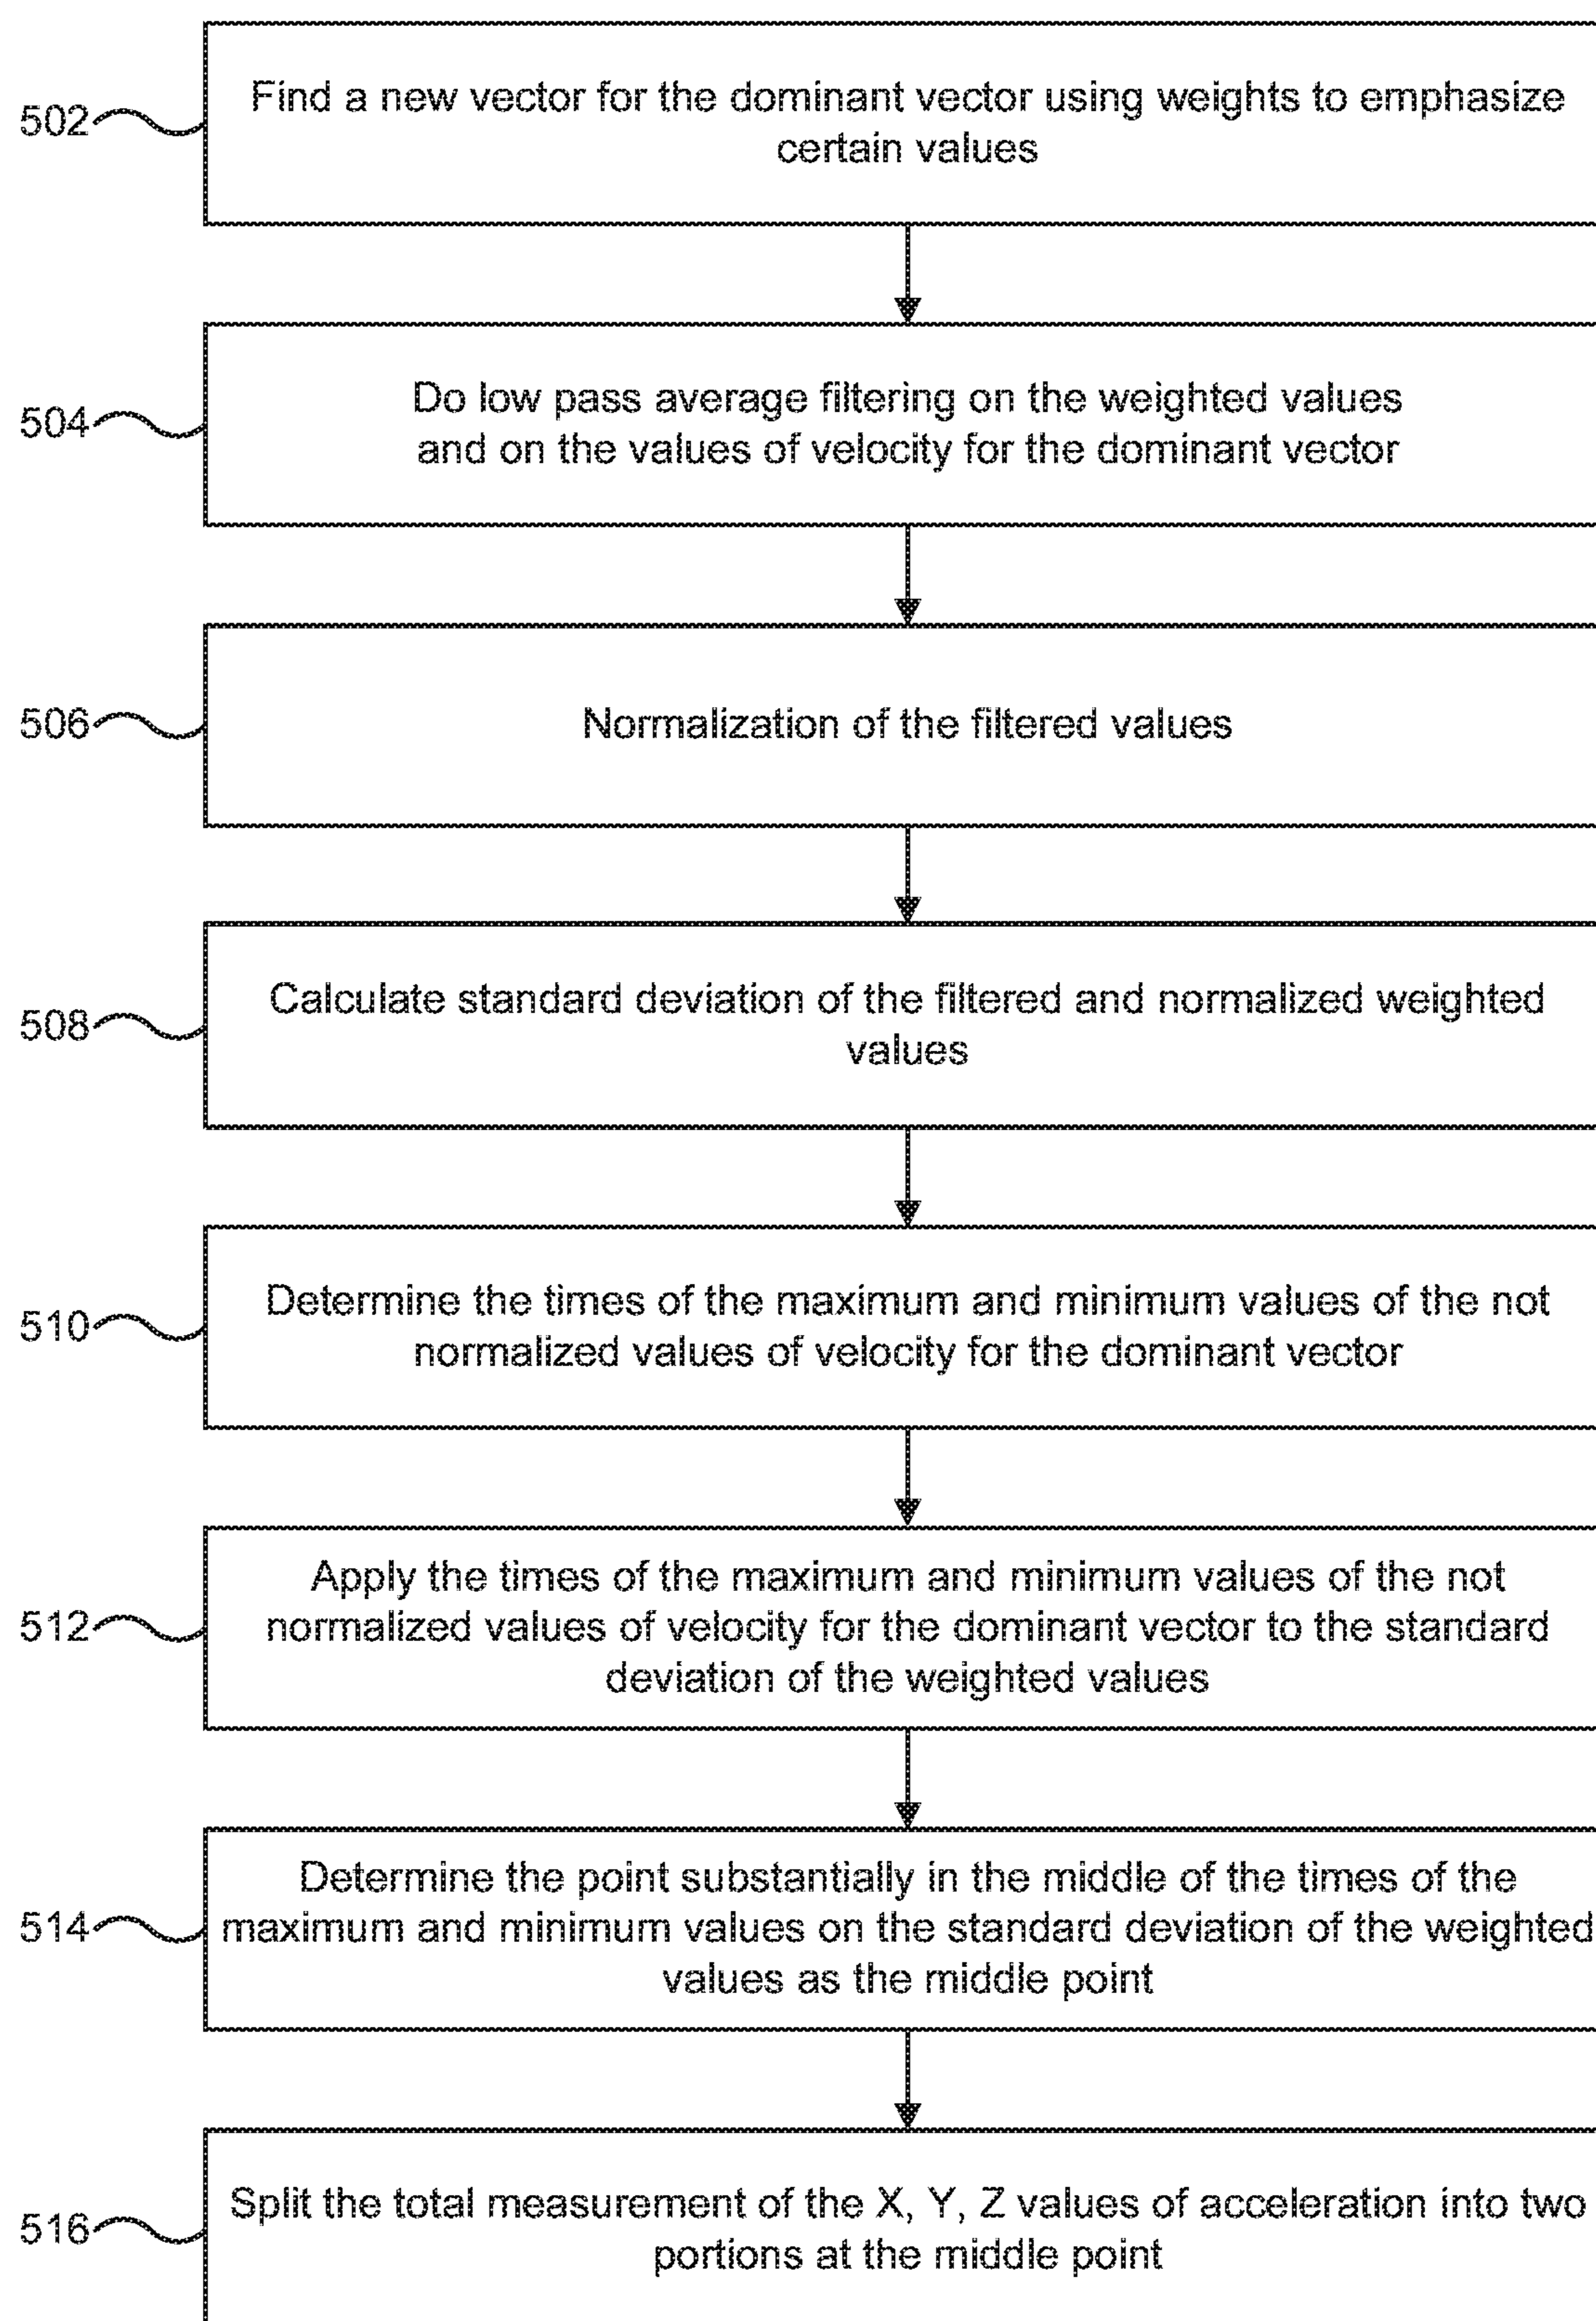 502
Find a new vector for the dominant vector using weights to emphasize
certain values
504
Do low pass average filtering on the weighted values
and on the values of velocity for the dominant vector
506
Normalization of the filtered values
508
Calculate standard deviation of the filtered and normalized weighted
values
510
Determine the times of the maximum and minimum values of the not
normalized values of velocity for the dominant vector
512
Apply the times of the maximum and minimum values of the not
normalized values of velocity for the dominant vector to the standard
deviation of the weighted values
514
Determine the point substantially in the middle of the times of the
maximum and minimum values on the standard deviation of the weighted
values as the middle point
516
Split the total measurement of the X, Y, Z values of acceleration into two
portions at the middle point